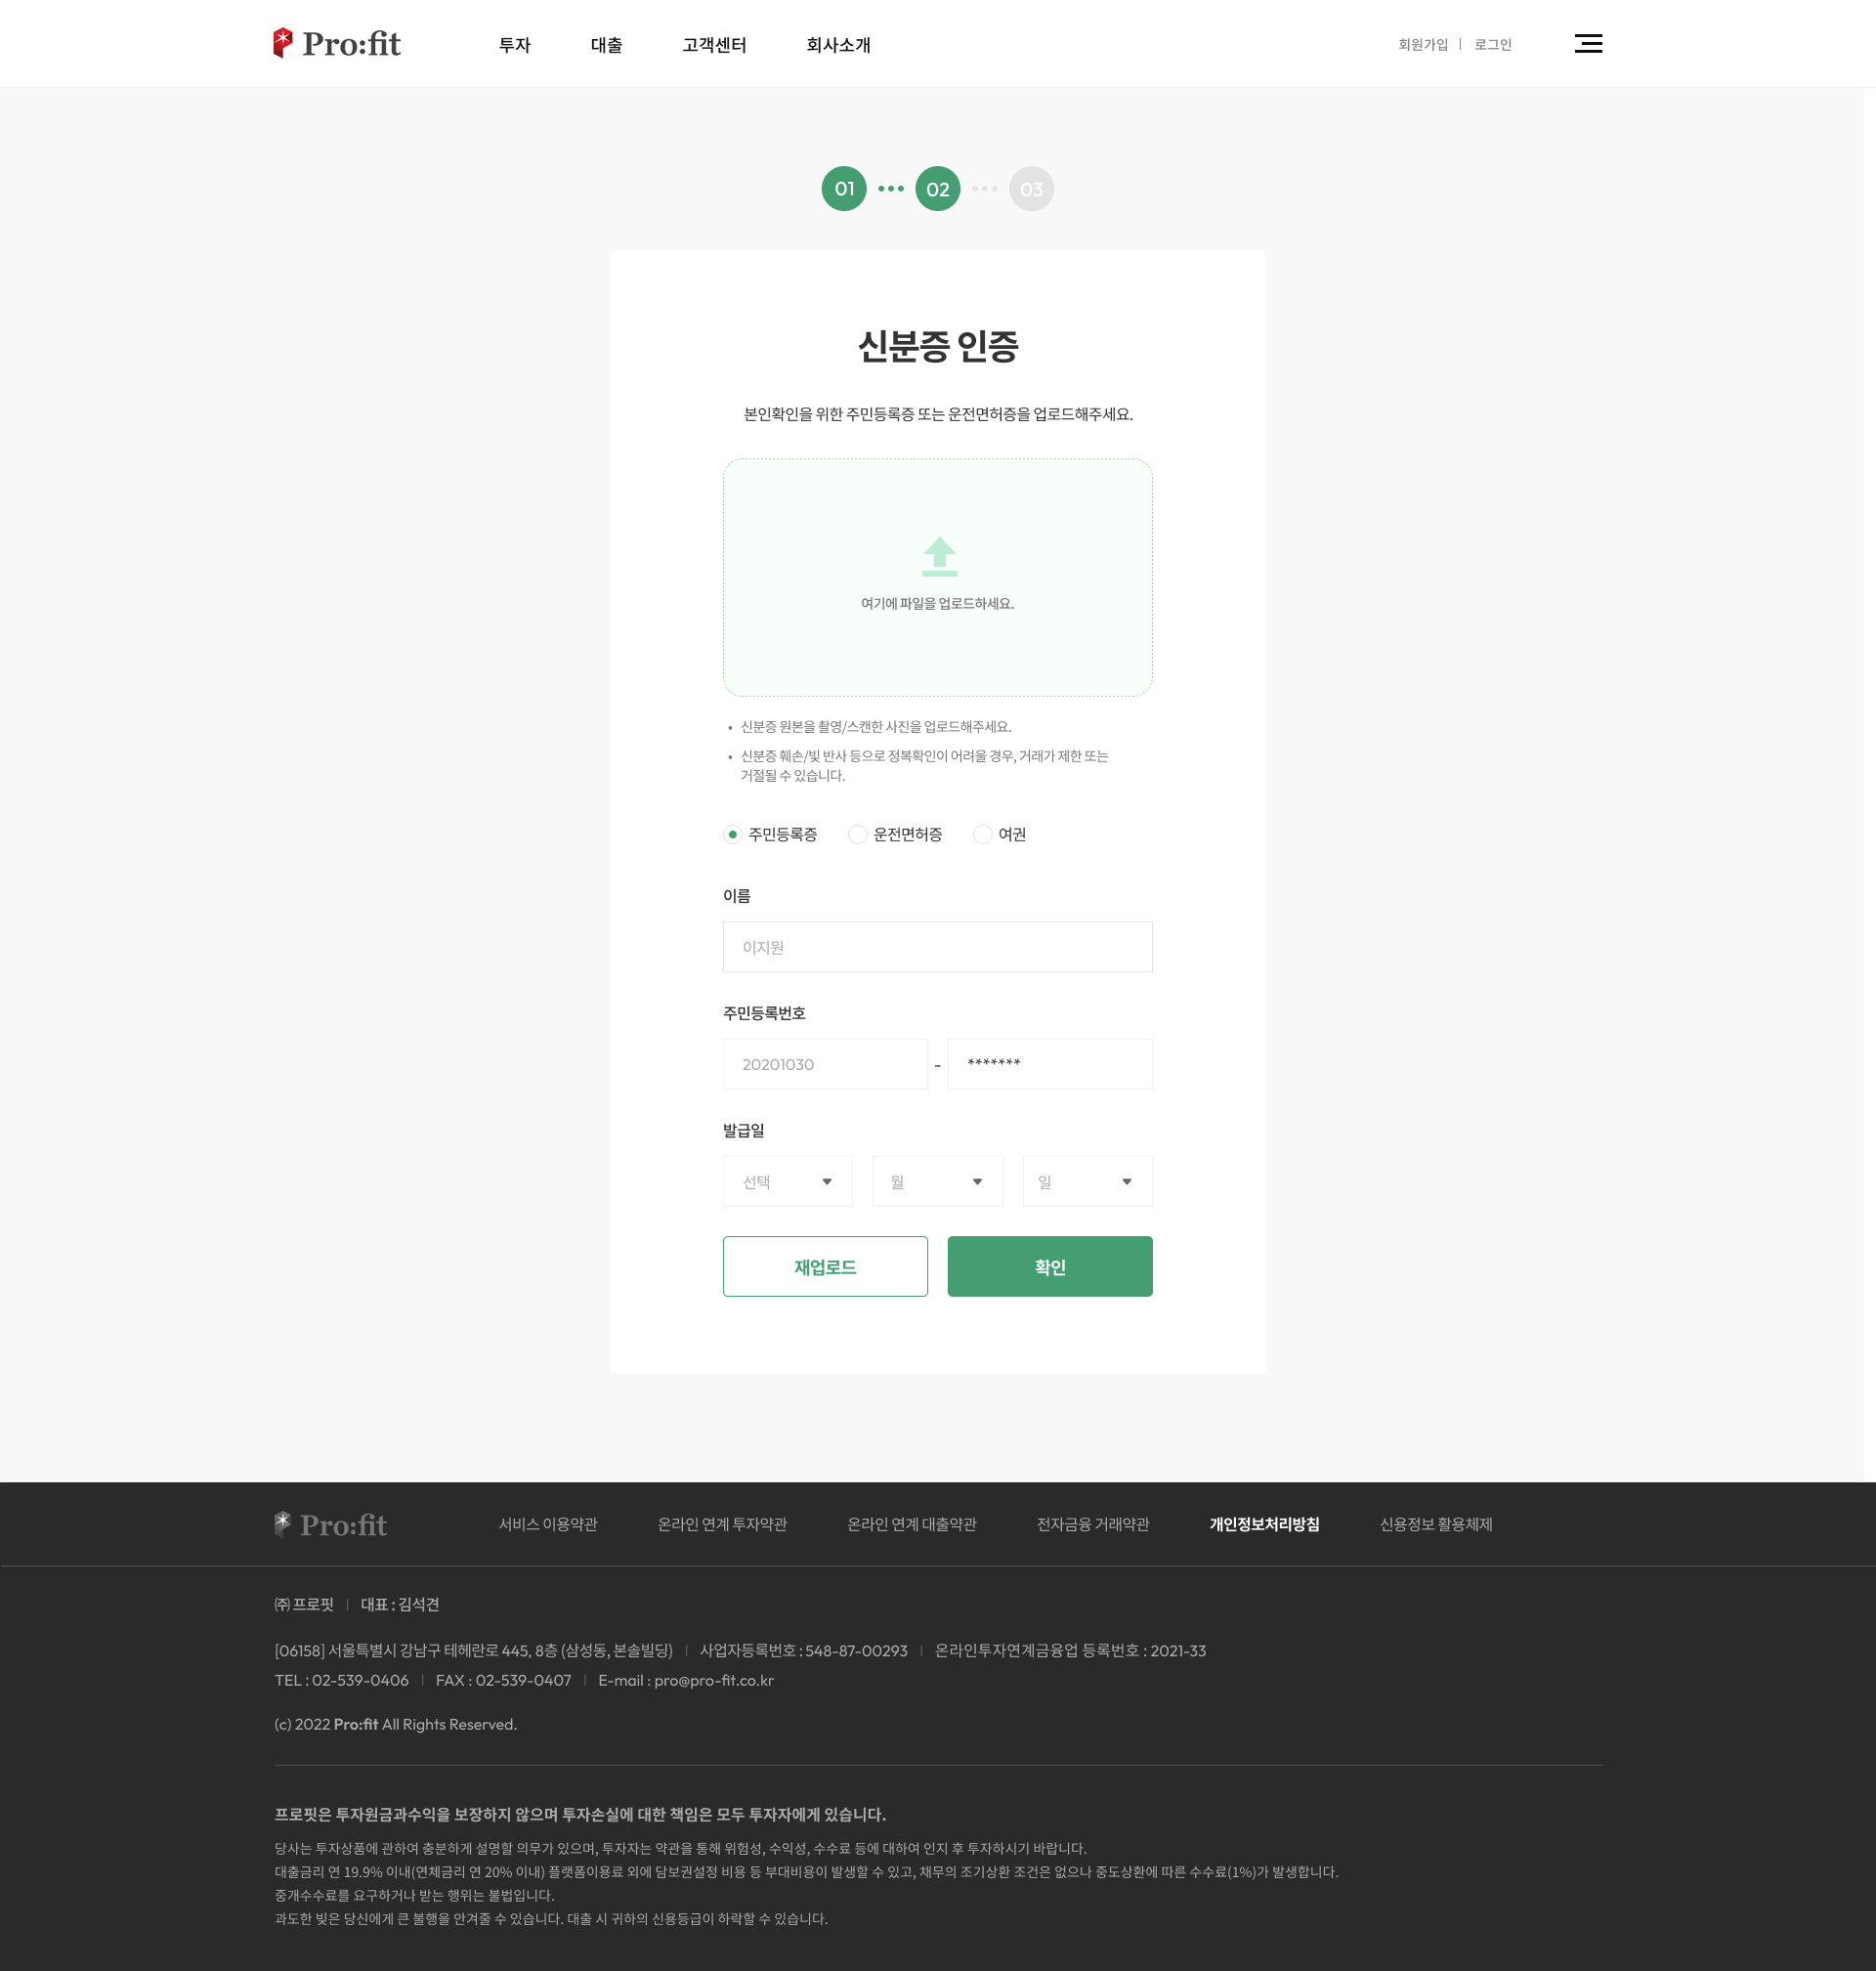 Pro:fit 투자 대출 고객센터 회사소개 회원가입 | 로그인
01 02 03
신분증 인증
본인확인을 위한 주민등록증 또는 운전면허증을 업로드해주세요.
여기에 파일을 업로드하세요.
• 신분증 원본을 촬영/스캔한 사진을 업로드해주세요.
• 신분증 훼손/빛 반사 등으로 정복확인이 어려울 경우, 거래가 제한 또는
거절될 수 있습니다.
주민등록증 운전면허증 여권
이름
이지원
주민등록번호
20201030 - *******
발급일
선택 월 일
재업로드 확인
Pro:fit 서비스 이용약관 온라인 연계 투자약관 온라인 연계 대출약관 전자금융 거래약관 개인정보처리방침 신용정보 활용체제
㈜ 프로핏 | 대표 : 김석견
[06158] 서울특별시 강남구 테헤란로 445, 8층 (삼성동, 본솔빌딩) | 사업자등록번호 : 548-87-00293 | 온라인투자연계금융업 등록번호 : 2021-33
TEL : 02-539-0406 | FAX : 02-539-0407 | E-mail : pro@pro-fit.co.kr
(c) 2022 Pro:fit All Rights Reserved.
프로핏은 투자원금과수익을 보장하지 않으며 투자손실에 대한 책임은 모두 투자자에게 있습니다.
당사는 투자상품에 관하여 충분하게 설명할 의무가 있으며, 투자자는 약관을 통해 위험성, 수익성, 수수료 등에 대하여 인지 후 투자하시기 바랍니다.
대출금리 연 19.9% 이내(연체금리 연 20% 이내) 플랫폼이용료 외에 담보권설정 비용 등 부대비용이 발생할 수 있고, 채무의 조기상환 조건은 없으나 중도상환에 따른 수수료(1%)가 발생합니다.
중개수수료를 요구하거나 받는 행위는 불법입니다.
과도한 빚은 당신에게 큰 불행을 안겨줄 수 있습니다. 대출 시 귀하의 신용등급이 하락할 수 있습니다.